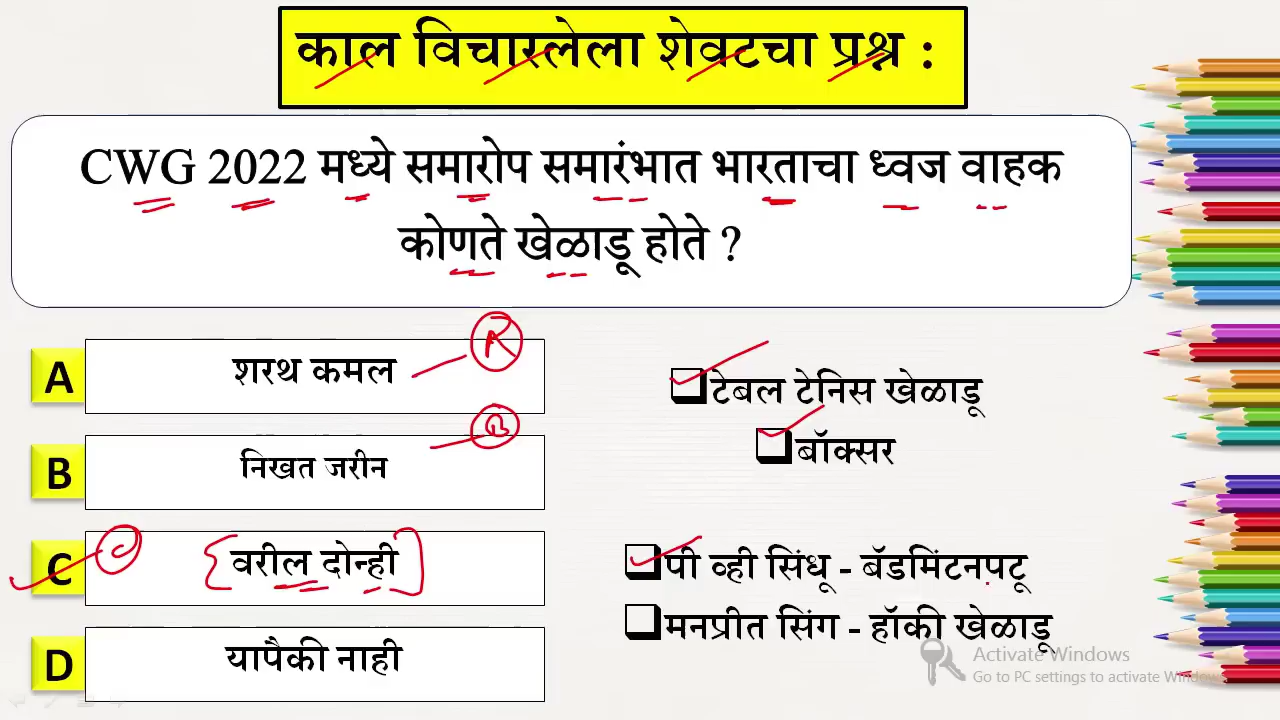 काल विचारलेला शेवटचा प्रश्न :
CWG 2022 मध्ये समारोप समारंभात भारताचा ध्वज वाहक
कोणते खेळाडू होते ?
A शरथ कमल
B निखत जरीन
C वरील दोन्ही
D यापैकी नाही
टेबल टेनिस खेळाडू
बॉक्सर
पी व्ही सिंधू - बॅडमिंटनपटू
मनप्रीत सिंग - हॉकी खेळाडू
Activate Windows
Go to PC settings to activate Windows.